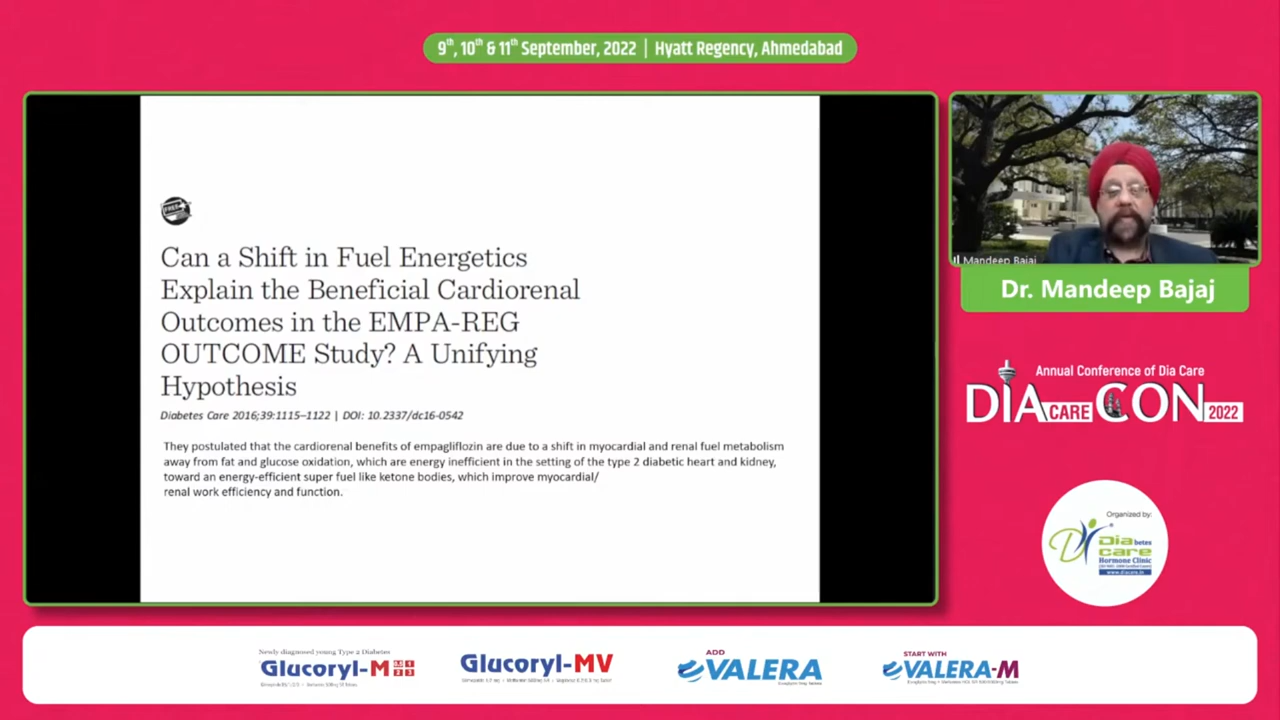 9th, 10th & 11th September, 2022 | Hyatt Regency, Ahmedabad
FREE
Can a Shift in Fuel Energetics
Explain the Beneficial Cardiorenal
Outcomes in the EMPA-REG
OUTCOME Study? A Unifying
Hypothesis
Diabetes Care 2016;39:1115–1122 | DOI: 10.2337/dc16-0542
They postulated that the cardiorenal benefits of empagliflozin are due to a shift in myocardial and renal fuel metabolism
away from fat and glucose oxidation, which are energy inefficient in the setting of the type 2 diabetic heart and kidney,
toward an energy-efficient super fuel like ketone bodies, which improve myocardial/
renal work efficiency and function.
Mandeep Bajaj
Dr. Mandeep Bajaj
Annual Conference of Dia Care
DIA CARE CON 2022
Organized by:
Diabetes
care
Hormone Clinic
www.diacare.in
Newly diagnosed young Type 2 Diabetes
Glucoryl-M
Glucoryl-MV
ADD
VALERA
START WITH
VALERA-M